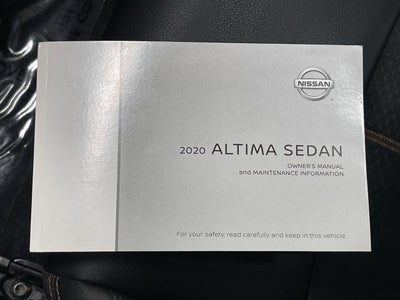 NISSAN
2020 ALTIMA SEDAN
OWNER'S MANUAL
and MAINTENANCE INFORMATION
For your safety, read carefully and keep in this vehicle.